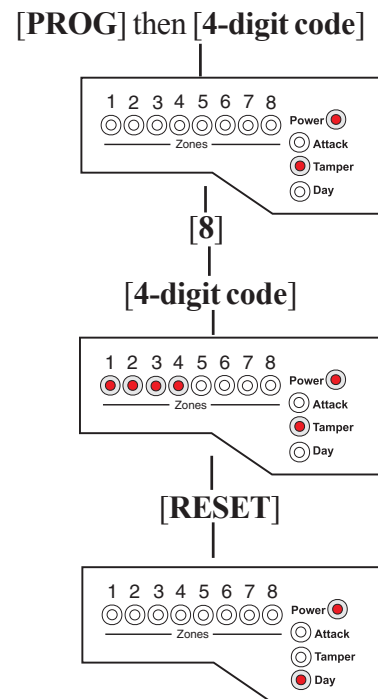 [PROG] then [4-digit code]
1 2 3 4 5 6 7 8
Power
Zones
Attack
Tamper
Day
[8]
[4-digit code]
1 2 3 4 5 6 7 8
Power
Zones
Attack
Tamper
Day
[RESET]
1 2 3 4 5 6 7 8
Power
Zones
Attack
Tamper
Day